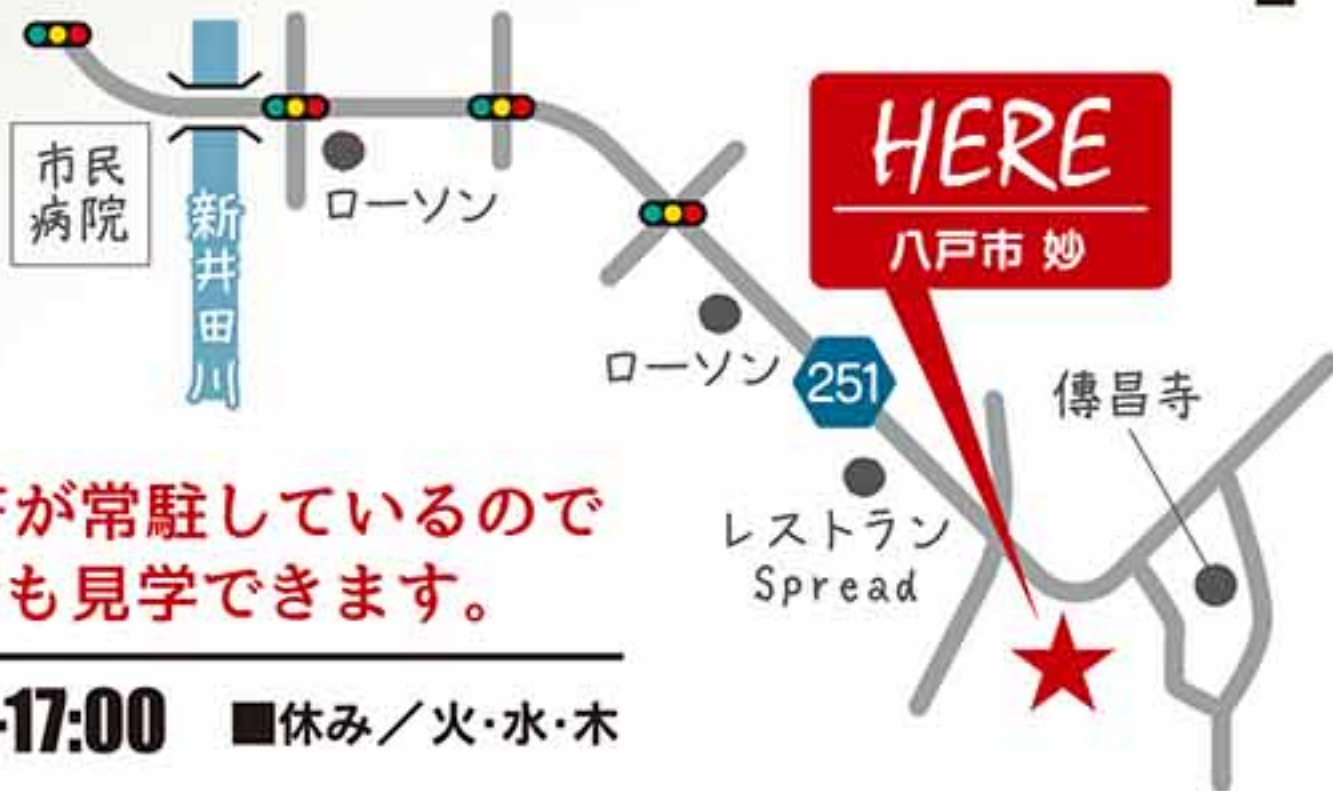 市民
病院
新井田川
ローソン
ローソン
251
HERE
八戸市 妙
傳昌寺
レストラン
Spread
が常駐しているので
も見学できます。
-17:00 ■休み／火・水・木